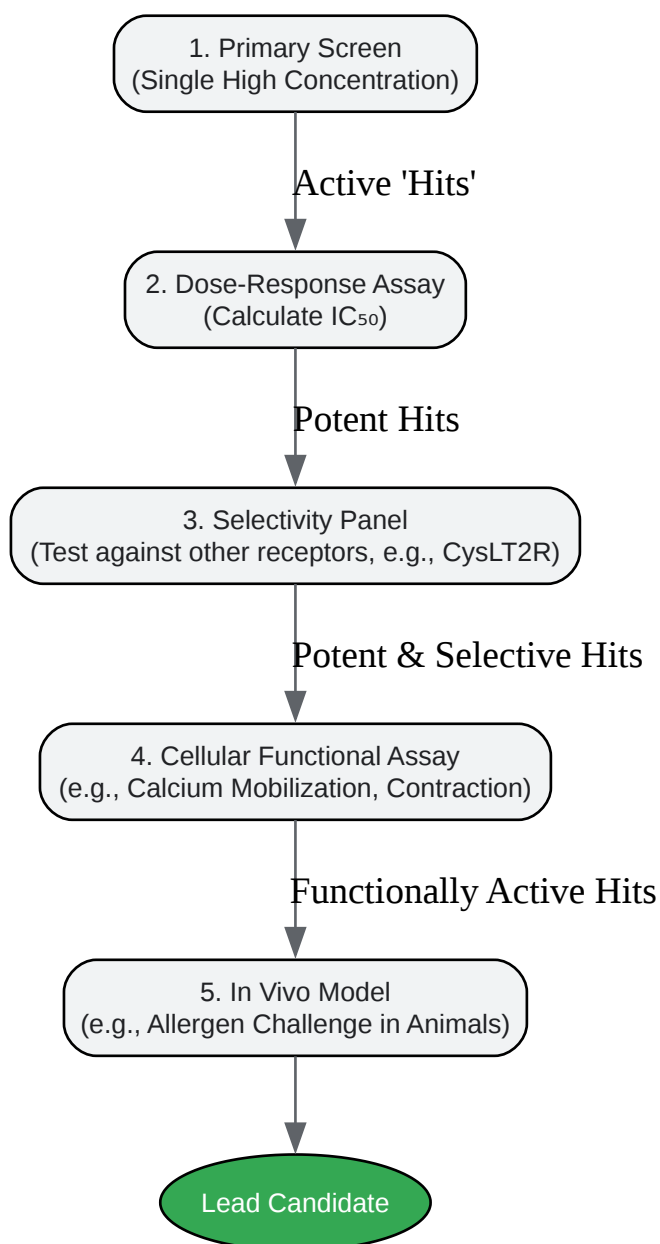 1. Primary Screen
(Single High Concentration)
Active 'Hits'
2. Dose-Response Assay
(Calculate IC₅₀)
Potent Hits
3. Selectivity Panel
(Test against other receptors, e.g., CysLT2R)
Potent & Selective Hits
4. Cellular Functional Assay
(e.g., Calcium Mobilization, Contraction)
Functionally Active Hits
5. In Vivo Model
(e.g., Allergen Challenge in Animals)
Lead Candidate